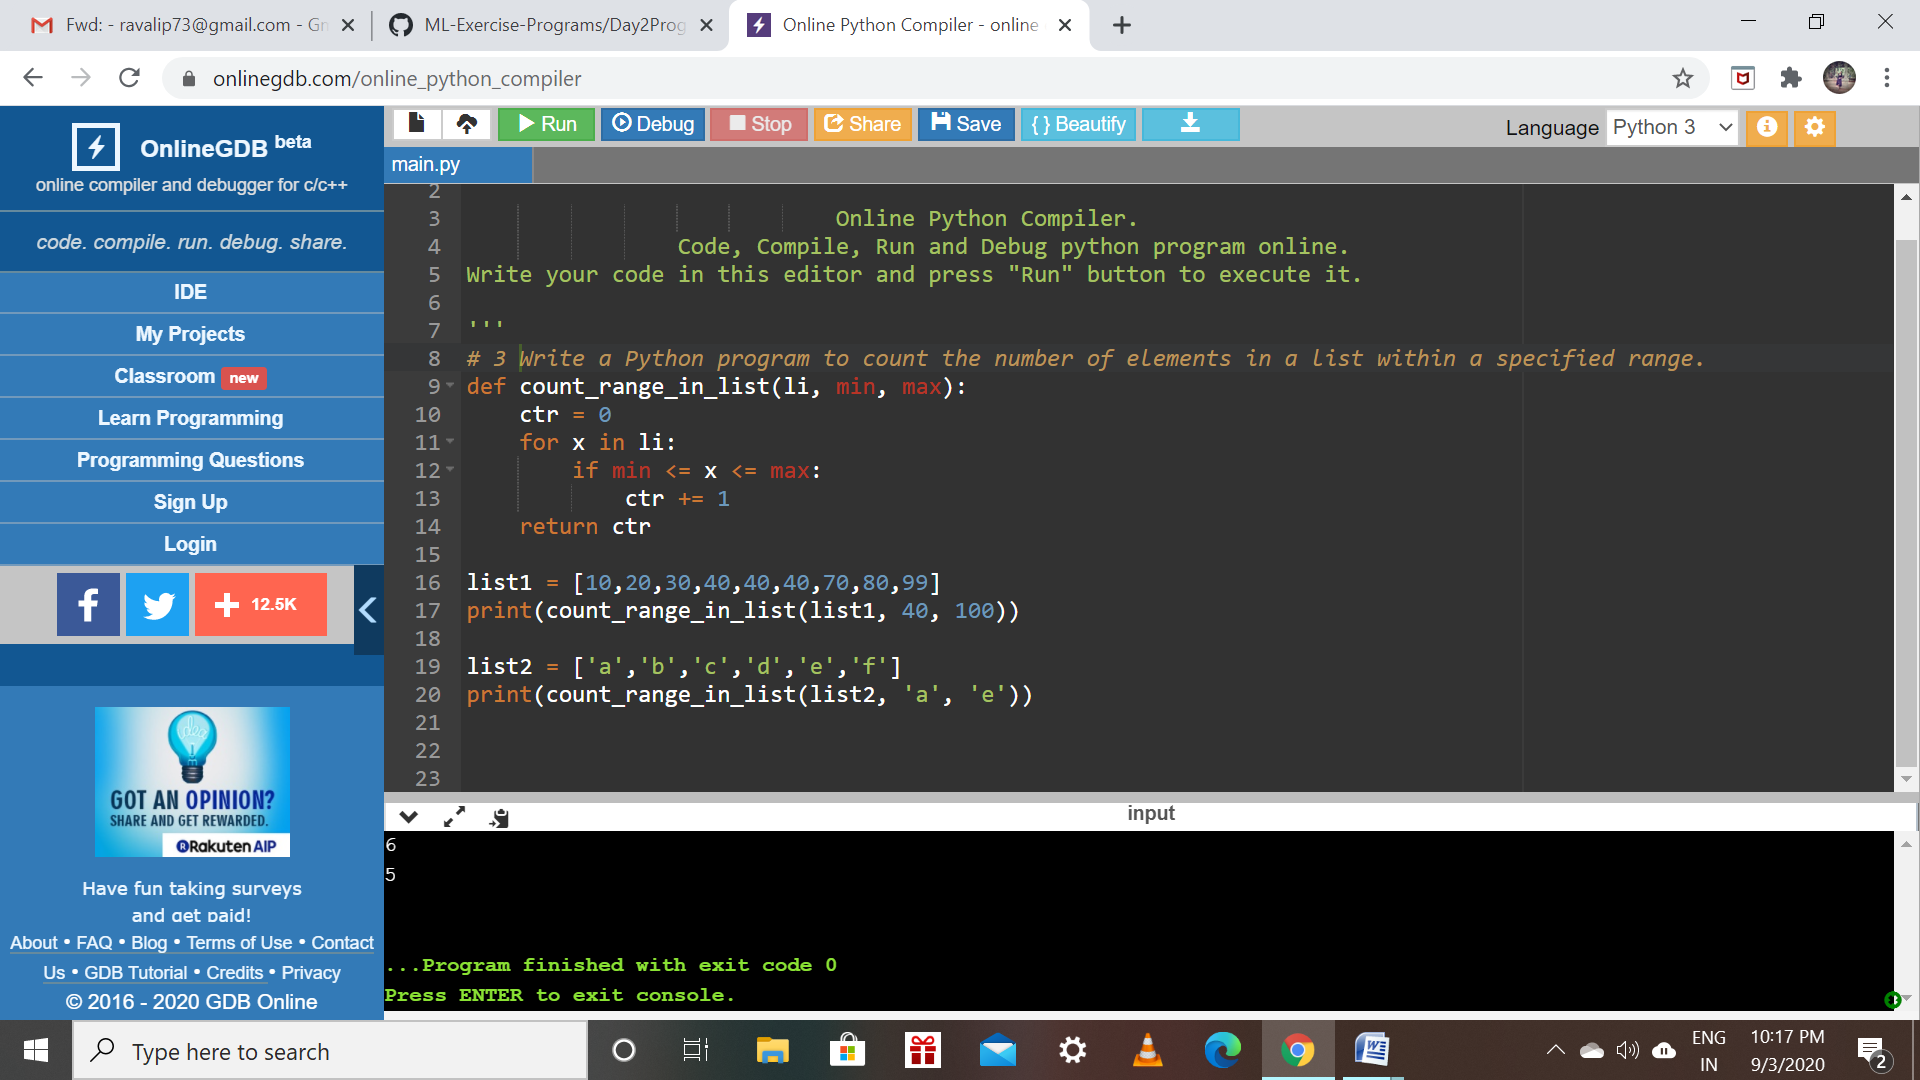 Fwd: - ravalip73@gmail.com - Gm
ML-Exercise-Programs/Day2Prog
Online Python Compiler - online
onlinegdb.com/online_python_compiler
OnlineGDB beta
online compiler and debugger for c/c++
code. compile. run. debug. share.
IDE
My Projects
Classroom new
Learn Programming
Programming Questions
Sign Up
Login
f
12.5K
idea
GOT AN OPINION?
SHARE AND GET REWARDED.
Rakuten AIP
Have fun taking surveys
and get paid!
About • FAQ • Blog • Terms of Use • Contact
Us • GDB Tutorial • Credits • Privacy
© 2016 - 2020 GDB Online
Run Debug Stop Share Save { } Beautify
Language Python 3
main.py
2
3 Online Python Compiler.
4 Code, Compile, Run and Debug python program online.
5 Write your code in this editor and press "Run" button to execute it.
6
7 '''
8 # 3 Write a Python program to count the number of elements in a list within a specified range.
9 def count_range_in_list(li, min, max):
10 ctr = 0
11 for x in li:
12 if min <= x <= max:
13 ctr += 1
14 return ctr
15
16 list1 = [10,20,30,40,40,40,70,80,99]
17 print(count_range_in_list(list1, 40, 100))
18
19 list2 = ['a','b','c','d','e','f']
20 print(count_range_in_list(list2, 'a', 'e'))
21
22
23
input
6
5
...Program finished with exit code 0
Press ENTER to exit console.
Type here to search
ENG
IN
10:17 PM
9/3/2020
2